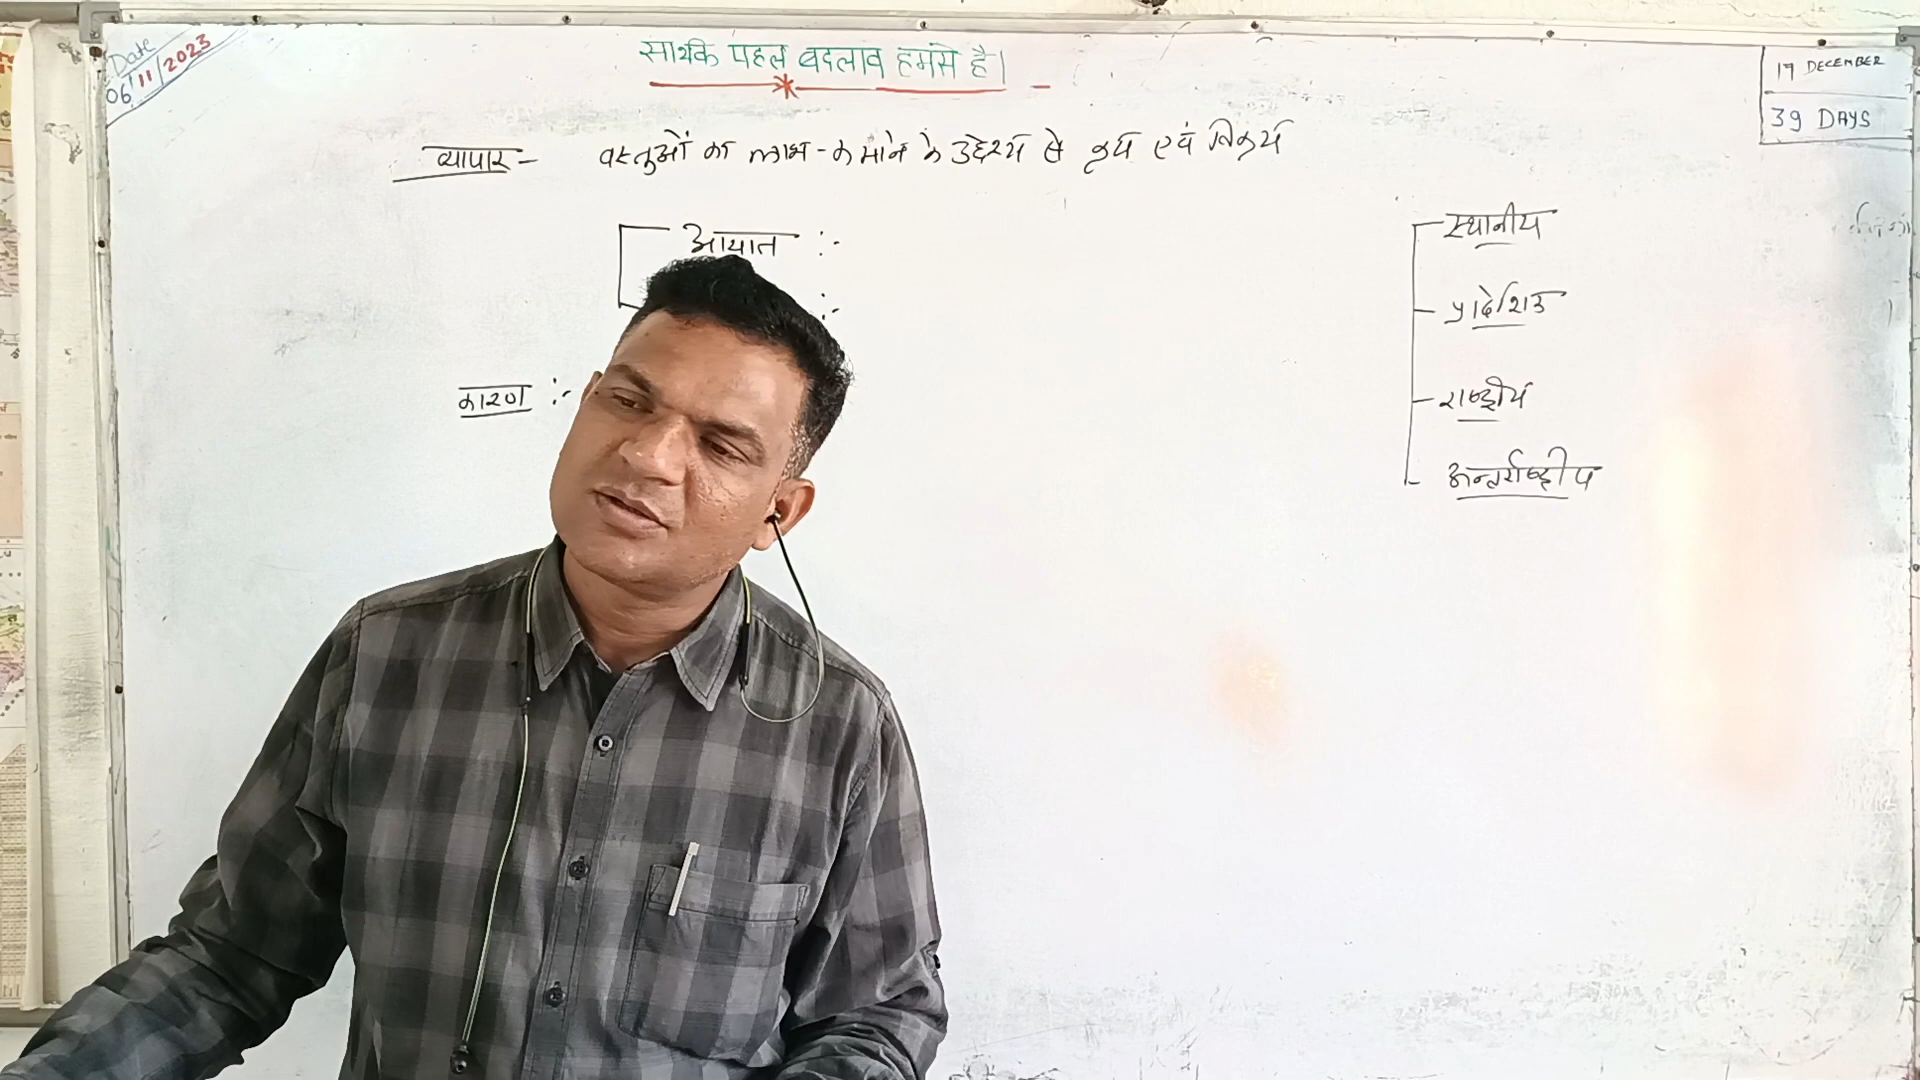 Date
06/11/2023
सार्थक पहल बदलाव हमसे है।
17 DECEMBER
39 DAYS
व्यापार - वस्तुओं का लाभ-कमाने के उद्देश्य से क्रय एवं विक्रय
आयात :-
:-
कारण :-
स्थानीय
प्रादेशिक
राष्ट्रीय
अन्तर्राष्ट्रीय